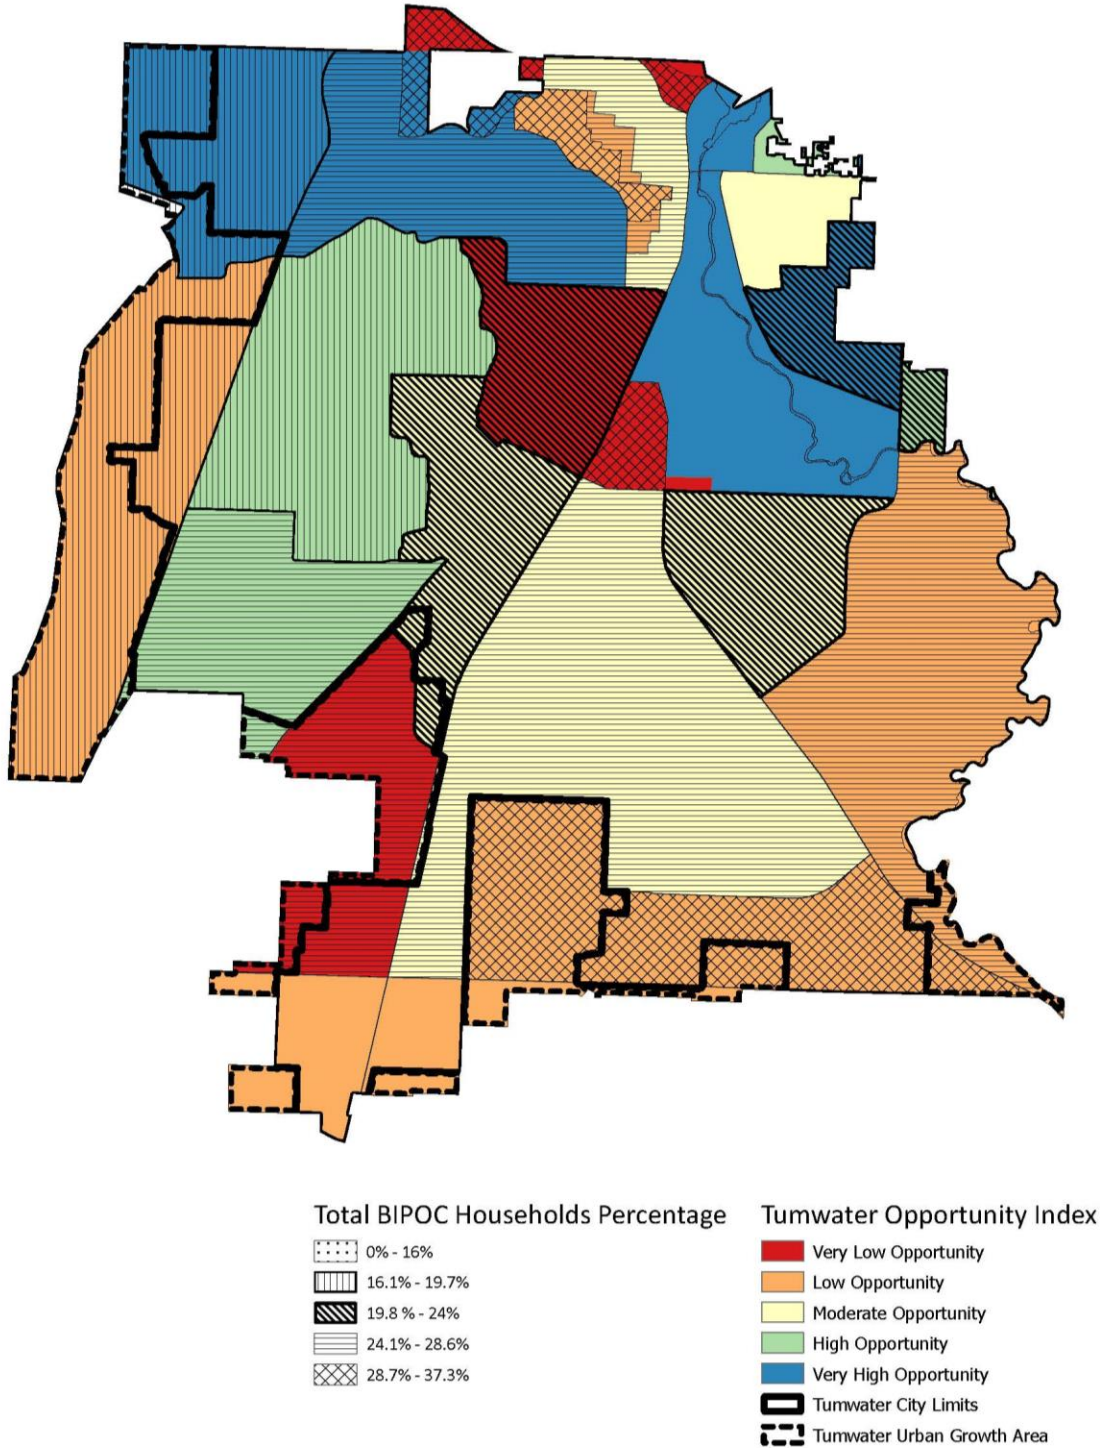 Total BIPOC Households Percentage
0% - 16%
16.1% - 19.7%
19.8 % - 24%
24.1% - 28.6%
28.7% - 37.3%
Tumwater Opportunity Index
Very Low Opportunity
Low Opportunity
Moderate Opportunity
High Opportunity
Very High Opportunity
Tumwater City Limits
Tumwater Urban Growth Area